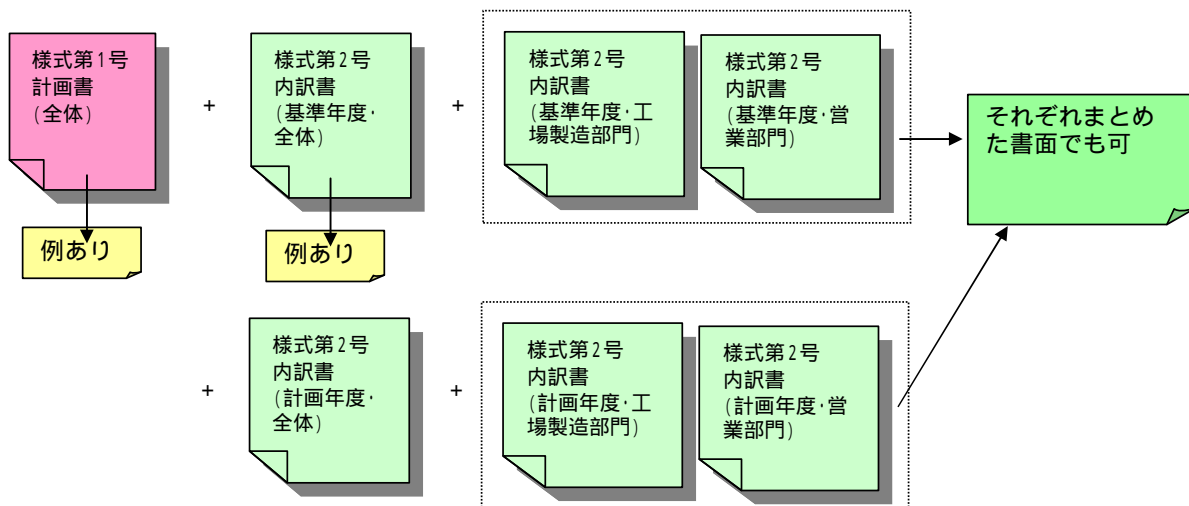 様式第1号
計画書
(全体)
+
様式第2号
内訳書
(基準年度・
全体)
+
様式第2号
内訳書
(基準年度・工
場製造部門)
様式第2号
内訳書
(基準年度・営
業部門)
それぞれまとめ
た書面でも可
例あり
例あり
+
様式第2号
内訳書
(計画年度・
全体)
+
様式第2号
内訳書
(計画年度・工
場製造部門)
様式第2号
内訳書
(計画年度・営
業部門)